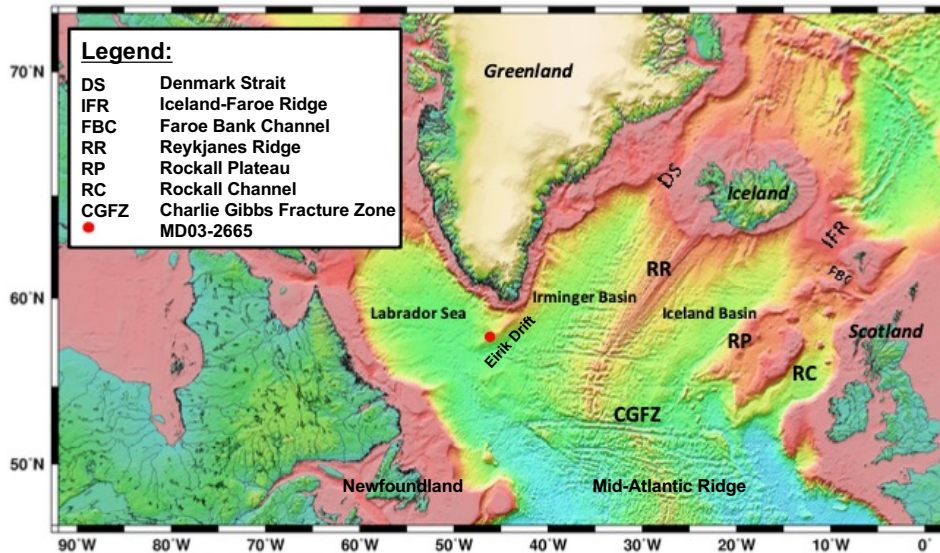 Legend:
DS Denmark Strait
IFR Iceland-Faroe Ridge
FBC Faroe Bank Channel
RR Reykjanes Ridge
RP Rockall Plateau
RC Rockall Channel
CGFZ Charlie Gibbs Fracture Zone
MD03-2665
70°N
60°N
50°N
Greenland
DS
Iceland
IFR
FBC
RR
Irminger Basin
Labrador Sea
Iceland Basin
Eirik Drift
RP
Scotland
RC
CGFZ
Newfoundland
Mid-Atlantic Ridge
90°W 80°W 70°W 60°W 50°W 40°W 30°W 20°W 10°W 0°